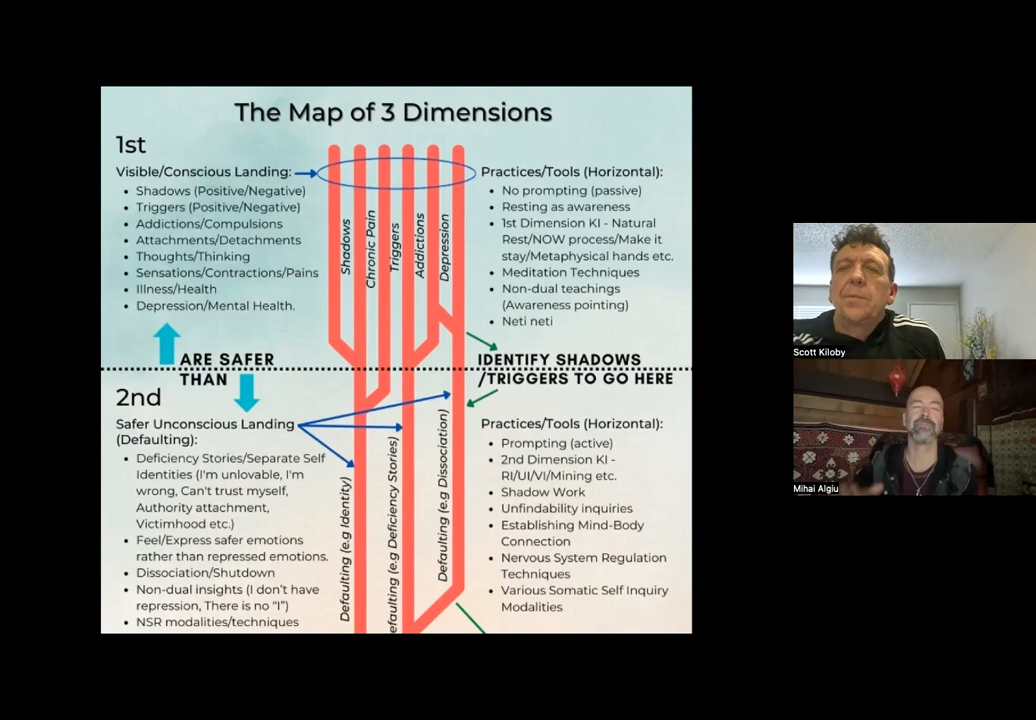 The Map of 3 Dimensions
1st
Visible/Conscious Landing:
Shadows (Positive/Negative)
Triggers (Positive/Negative)
Addictions/Compulsions
Attachments/Detachments
Thoughts/Thinking
Sensations/Contractions/Pains
Illness/Health
Depression/Mental Health.
Shadows
Chronic Pain
Triggers
Addictions
Depression
Practices/Tools (Horizontal):
No prompting (passive)
Resting as awareness
1st Dimension KI - Natural
Rest/NOW process/Make it
stay/Metaphysical hands etc.
Meditation Techniques
Non-dual teachings
(Awareness pointing)
Neti neti
ARE SAFER
THAN
IDENTIFY SHADOWS
/TRIGGERS TO GO HERE
2nd
Safer Unconscious Landing
(Defaulting):
Deficiency Stories/Separate Self
Identities (I'm unlovable, I'm
wrong, Can't trust myself,
Authority attachment,
Victimhood etc.)
Feel/Express safer emotions
rather than repressed emotions.
Dissociation/Shutdown
Non-dual insights (I don't have
repression, There is no "I")
NSR modalities/techniques
Defaulting (e.g Identity)
efaulting (e.g Deficiency Stories)
Defaulting (e.g Dissociation)
Practices/Tools (Horizontal):
Prompting (active)
2nd Dimension KI -
RI/UI/VI/Mining etc.
Shadow Work
Unfindability inquiries
Establishing Mind-Body
Connection
Nervous System Regulation
Techniques
Various Somatic Self Inquiry
Modalities
Scott Kiloby
Mihai Algiu